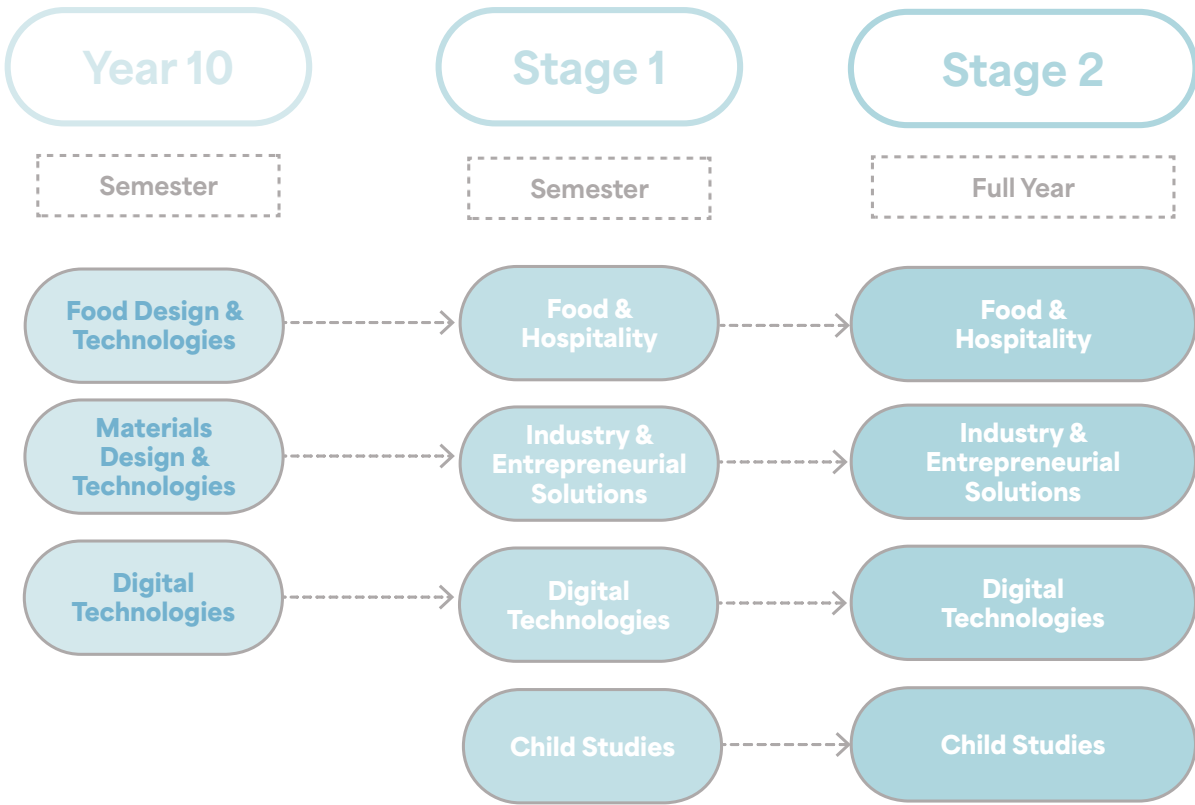 Year 10
Stage 1
Stage 2
Semester
Semester
Full Year
Food Design &
Technologies
Food &
Hospitality
Food &
Hospitality
Materials
Design &
Technologies
Industry &
Entrepreneurial
Solutions
Industry &
Entrepreneurial
Solutions
Digital
Technologies
Digital
Technologies
Digital
Technologies
Child Studies
Child Studies